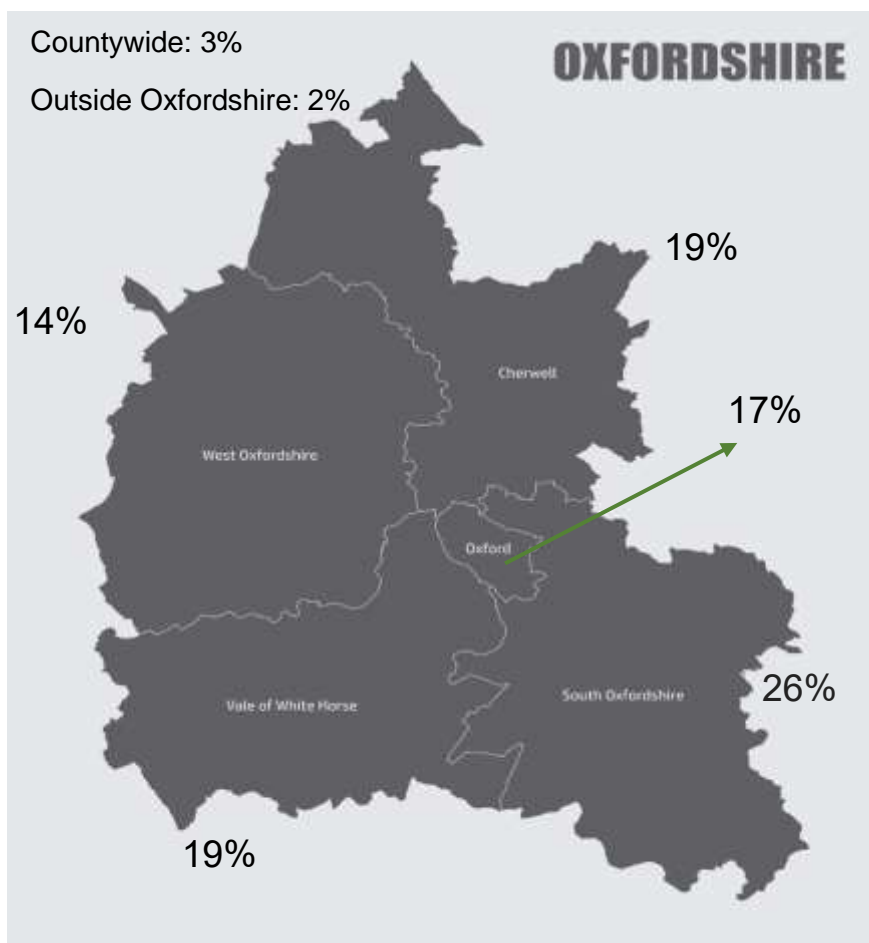 Countywide: 3%
OXFORDSHIRE
Outside Oxfordshire: 2%
19%
14%
Cherwell
17%
West Oxfordshire
Oxford
26%
South Oxfordshire
Vale of White Horse
19%